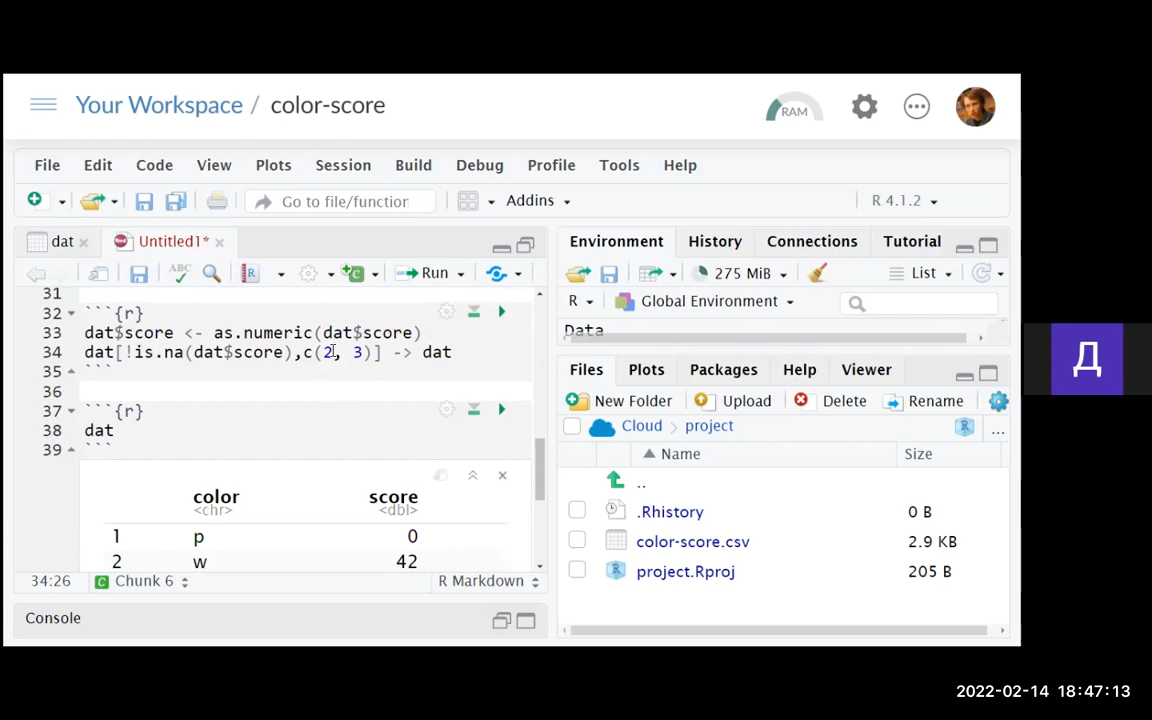 Your Workspace / color-score
RAM
File Edit Code View Plots Session Build Debug Profile Tools Help
Go to file/function
Addins
R 4.1.2
dat
Untitled1*
ABC
Run
31
32 ```{r}
33 dat$score <- as.numeric(dat$score)
34 dat[!is.na(dat$score),c(2, 3)] -> dat
35 ```
36
37 ```{r}
38 dat
39 ```
color score
<chr> <dbl>
1 p 0
2 w 42
34:26 C Chunk 6 R Markdown
Console
Environment History Connections Tutorial
275 MiB
List
R Global Environment
Data
Files Plots Packages Help Viewer
New Folder Upload Delete Rename
Cloud project
...
Name Size
..
.Rhistory 0 B
color-score.csv 2.9 KB
project.Rproj 205 B
Д
2022-02-14 18:47:13